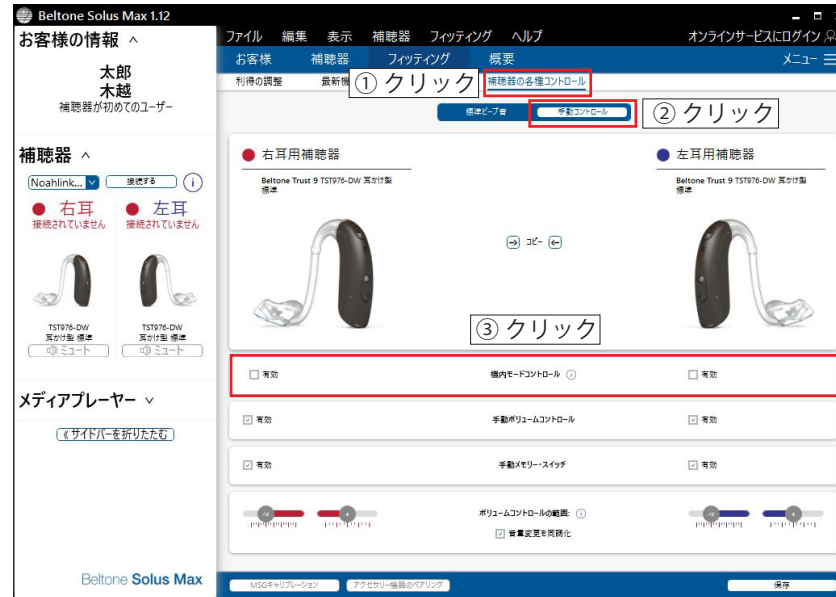 Beltone Solus Max 1.12
お客様の情報
太郎
木越
補聴器が初めてのユーザー
補聴器
Noahlink...
接続する
右耳
左耳
接続されていません
接続されていません
TST976-DW
耳かけ型 標準
TST976-DW
耳かけ型 標準
ミュート
ミュート
メディアプレーヤー
《 サイドバーを折りたたむ
Beltone Solus Max
ファイル 編集 表示 補聴器 フィッティング ヘルプ オンラインサービスにログイン
お客様 補聴器 フィッティング 概要 メニュー
利得の調整 最新機 ① クリック 補聴器の各種コントロール
標準ビープ音 手動コントロール ② クリック
右耳用補聴器
Beltone Trust 9 TST976-DW 耳かけ型
標準
左耳用補聴器
Beltone Trust 9 TST976-DW 耳かけ型
標準
コピー
③ クリック
有効 機内モードコントロール 有効
有効 手動ボリュームコントロール 有効
有効 手動メモリー・スイッチ 有効
ボリュームコントロールの範囲:
音量変更を同期化
MSGキャリブレーション アクセサリー機器のペアリング 保存